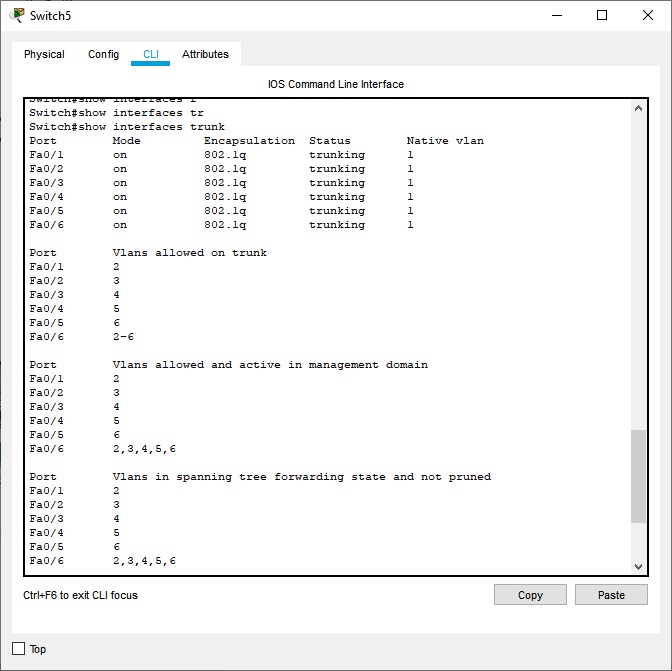 Switch5
Physical Config CLI Attributes
IOS Command Line Interface
Switch#show interfaces r
Switch#show interfaces tr
Switch#show interfaces trunk
Port Mode Encapsulation Status Native vlan
Fa0/1 on 802.1q trunking 1
Fa0/2 on 802.1q trunking 1
Fa0/3 on 802.1q trunking 1
Fa0/4 on 802.1q trunking 1
Fa0/5 on 802.1q trunking 1
Fa0/6 on 802.1q trunking 1
Port Vlans allowed on trunk
Fa0/1 2
Fa0/2 3
Fa0/3 4
Fa0/4 5
Fa0/5 6
Fa0/6 2-6
Port Vlans allowed and active in management domain
Fa0/1 2
Fa0/2 3
Fa0/3 4
Fa0/4 5
Fa0/5 6
Fa0/6 2,3,4,5,6
Port Vlans in spanning tree forwarding state and not pruned
Fa0/1 2
Fa0/2 3
Fa0/3 4
Fa0/4 5
Fa0/5 6
Fa0/6 2,3,4,5,6
Ctrl+F6 to exit CLI focus
Copy Paste
Top